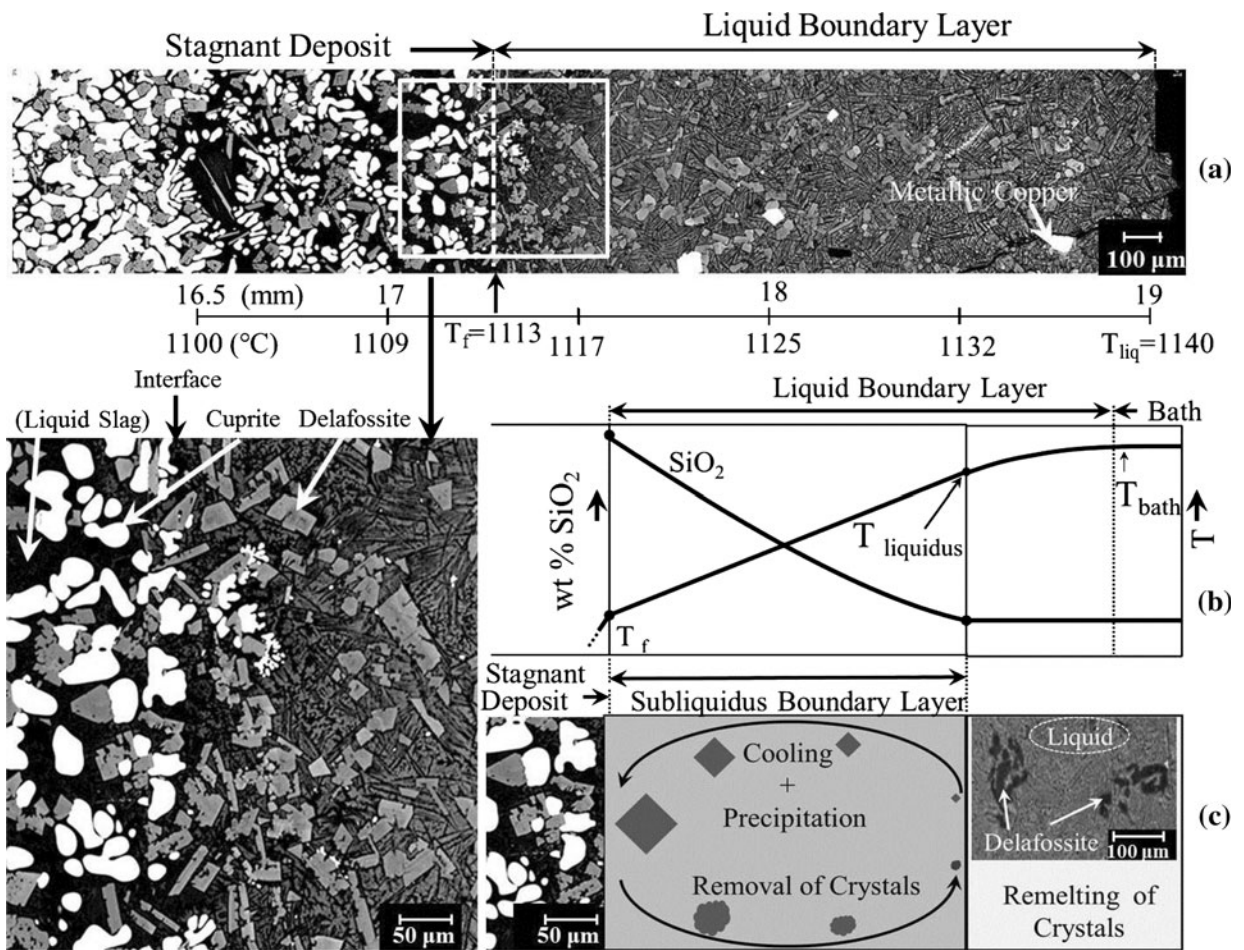 Stagnant Deposit
Liquid Boundary Layer
Metallic Copper
100 μm
(a)
16.5 (mm) 17 18 19
1100 (°C) 1109 T_f=1113 1117 1125 1132 T_liq=1140
Interface
(Liquid Slag) Cuprite Delafossite
50 μm
Liquid Boundary Layer Bath
wt % SiO₂
SiO₂
T liquidus
T bath
T
T f
(b)
Stagnant
Deposit
Subliquidus Boundary Layer
50 μm
Cooling
+
Precipitation
Removal of Crystals
Liquid
Delafossite
100 μm
Remelting of
Crystals
(c)